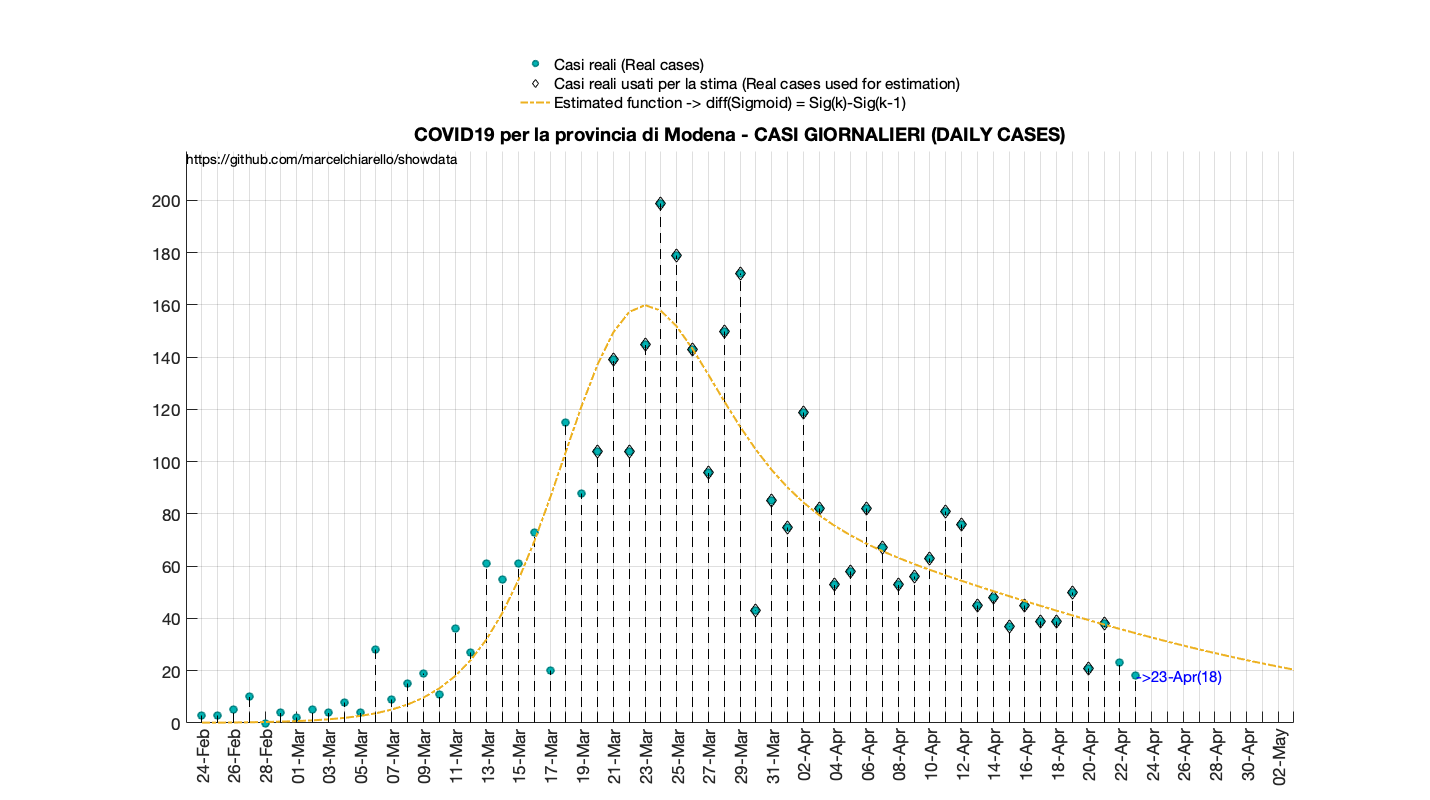 Casi reali (Real cases)
Casi reali usati per la stima (Real cases used for estimation)
Estimated function -> diff(Sigmoid) = Sig(k)-Sig(k-1)
COVID19 per la provincia di Modena - CASI GIORNALIERI (DAILY CASES)
https://github.com/marcelchiarello/showdata
200
180
160
140
120
100
80
60
40
20
0
->23-Apr(18)
24-Feb
26-Feb
28-Feb
01-Mar
03-Mar
05-Mar
07-Mar
09-Mar
11-Mar
13-Mar
15-Mar
17-Mar
19-Mar
21-Mar
23-Mar
25-Mar
27-Mar
29-Mar
31-Mar
02-Apr
04-Apr
06-Apr
08-Apr
10-Apr
12-Apr
14-Apr
16-Apr
18-Apr
20-Apr
22-Apr
24-Apr
26-Apr
28-Apr
30-Apr
02-May